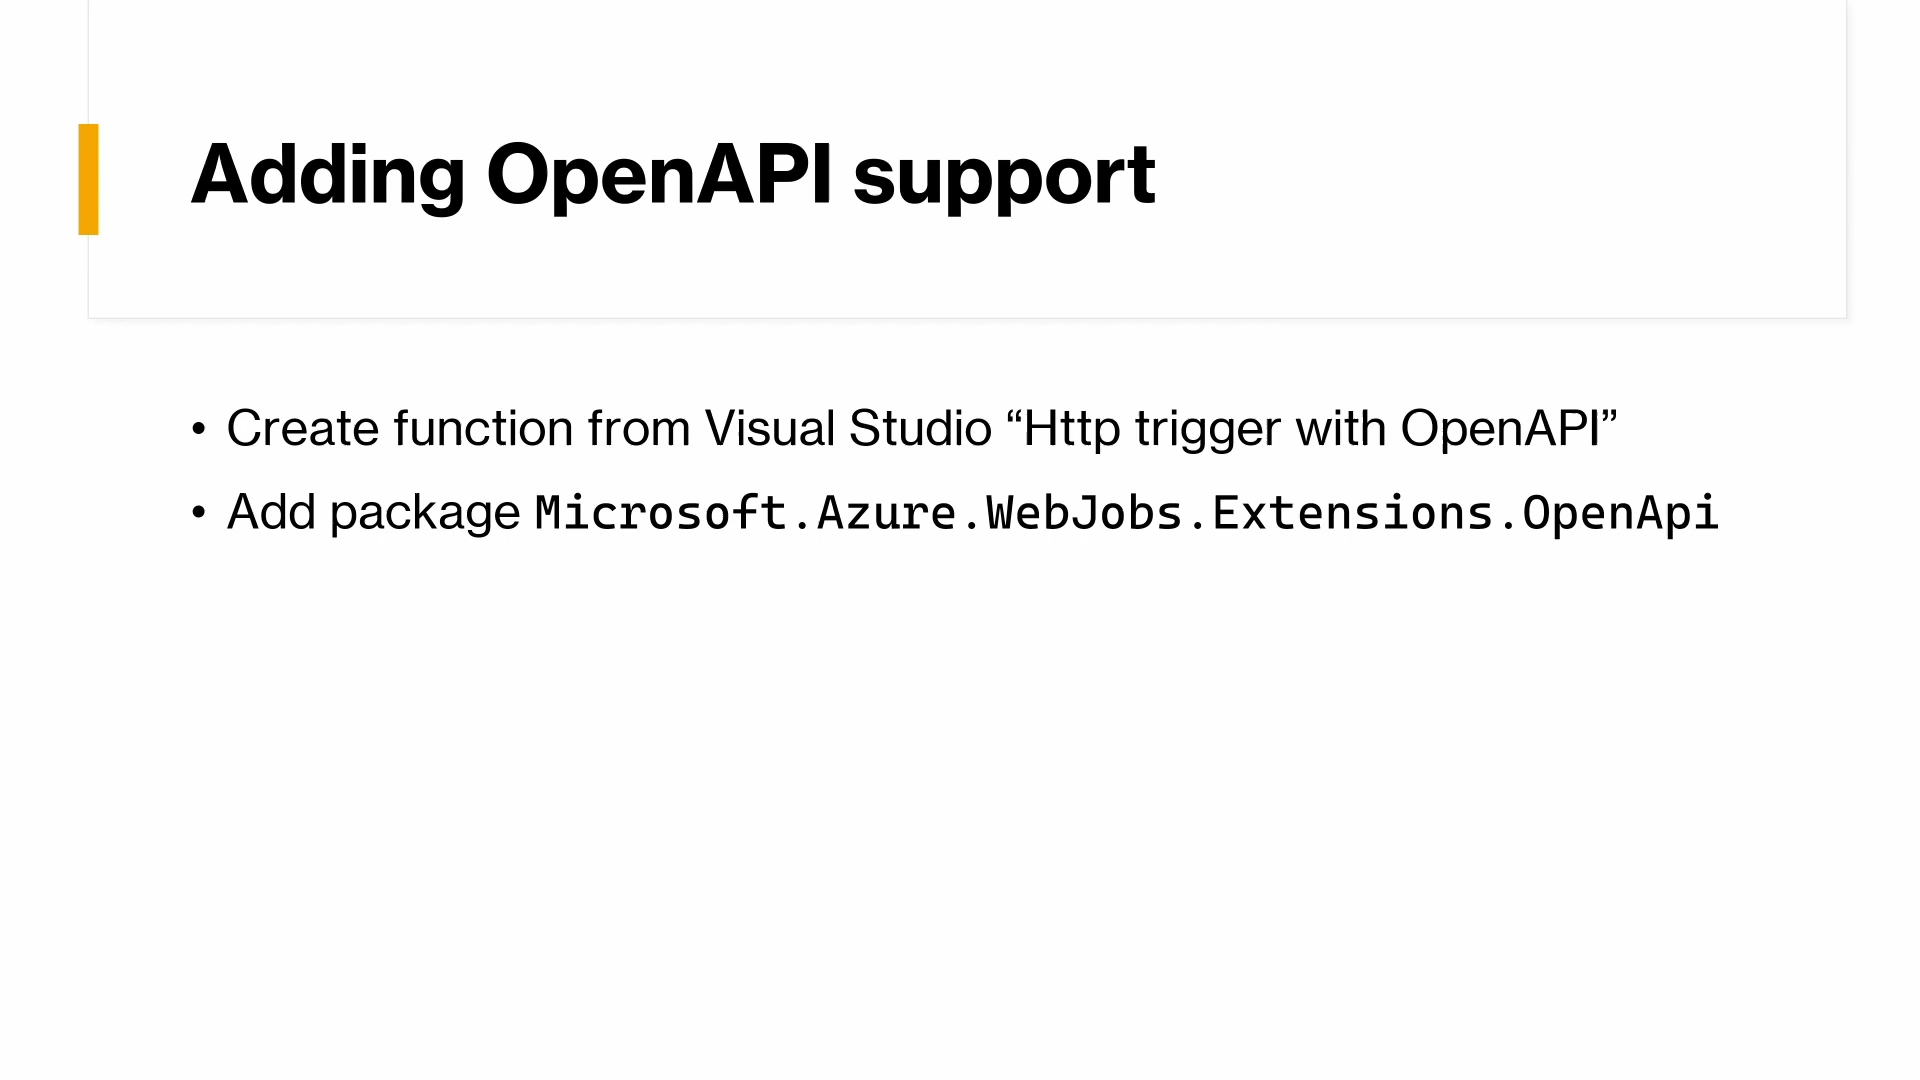 Adding OpenAPI support
• Create function from Visual Studio “Http trigger with OpenAPI”
• Add package Microsoft.Azure.WebJobs.Extensions.OpenApi